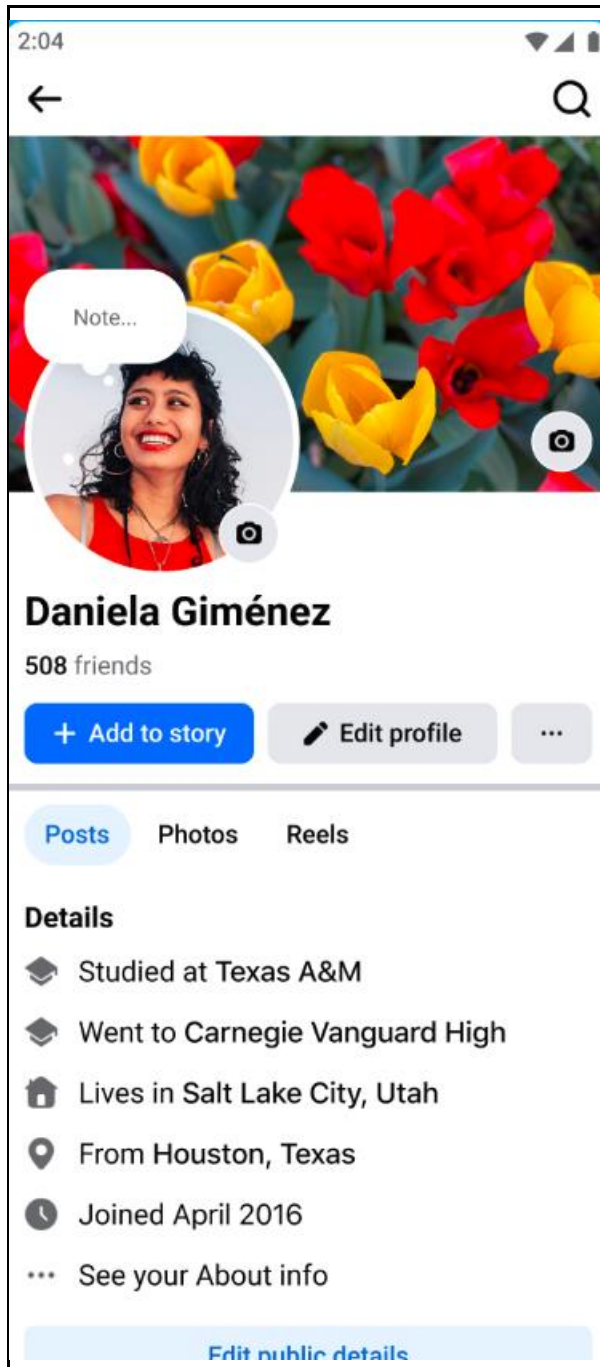 2:04
Note...
Daniela Giménez
508 friends
+ Add to story Edit profile ...
Posts Photos Reels
Details
Studied at Texas A&M
Went to Carnegie Vanguard High
Lives in Salt Lake City, Utah
From Houston, Texas
Joined April 2016
... See your About info
Edit public details